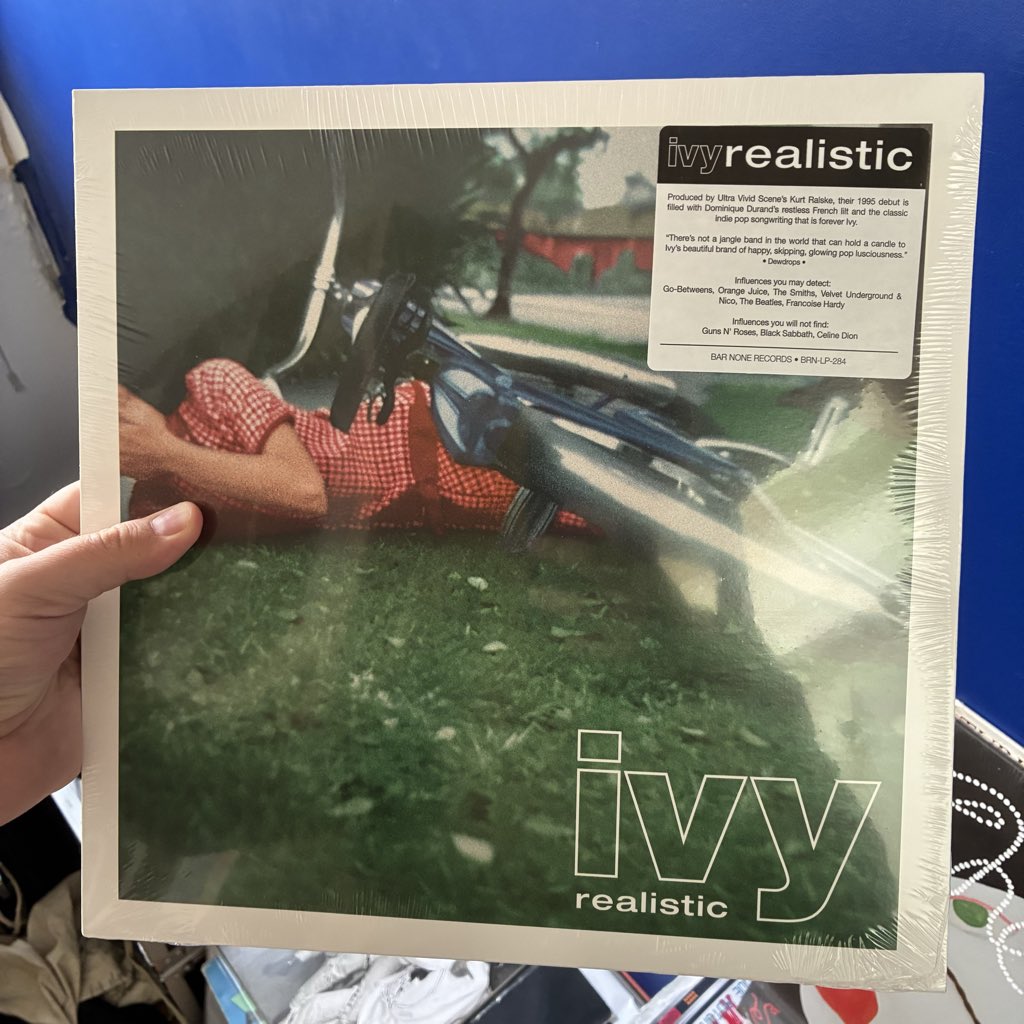 ivyrealistic
Produced by Ultra Vivid Scene's Kurt Ralske, their 1995 debut is
filled with Dominique Durand's restless French lilt and the classic
indie pop songwriting that is forever Ivy.
"There's not a jangle band in the world that can hold a candle to
Ivy's beautiful brand of happy, skipping, glowing pop lusciousness."
• Dewdrops •
Influences you may detect:
Go-Betweens, Orange Juice, The Smiths, Velvet Underground &
Nico, The Beatles, Francoise Hardy
Influences you will not find:
Guns N' Roses, Black Sabbath, Celine Dion
BAR NONE RECORDS • BRN-LP-284
ivy
realistic